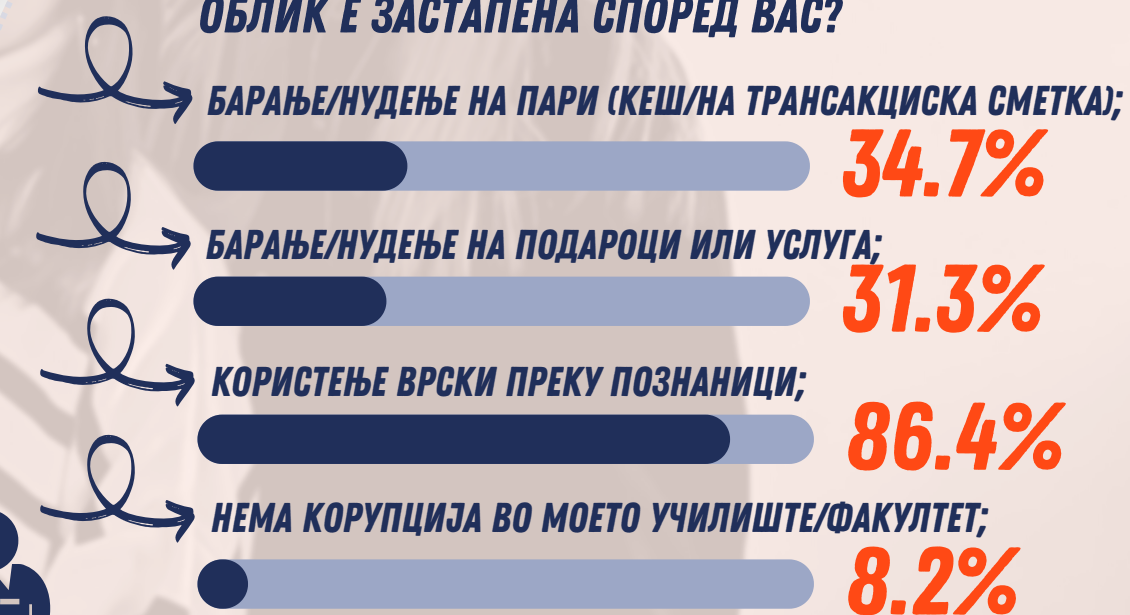 ОБЛИК Е ЗАСТАПЕНА СПОРЕД ВАС?
БАРАЊЕ/НУДЕЊЕ НА ПАРИ (КЕШ/НА ТРАНСАКЦИСКА СМЕТКА);
34.7%
БАРАЊЕ/НУДЕЊЕ НА ПОДАРОЦИ ИЛИ УСЛУГА;
31.3%
КОРИСТЕЊЕ ВРСКИ ПРЕКУ ПОЗНАНИЦИ;
86.4%
НЕМА КОРУПЦИЈА ВО МОЕТО УЧИЛИШТЕ/ФАКУЛТЕТ;
8.2%